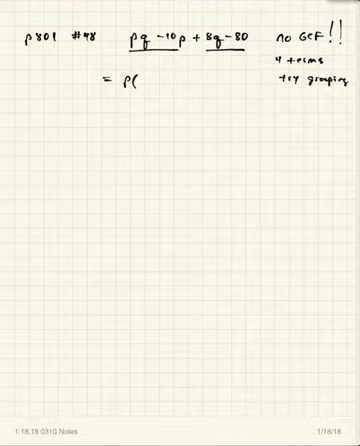 p801 #48 pq - 10p + 8q - 80 no GCF!!
4 terms
try grouping
= p(
1.18.18 0310 Notes 1/18/18